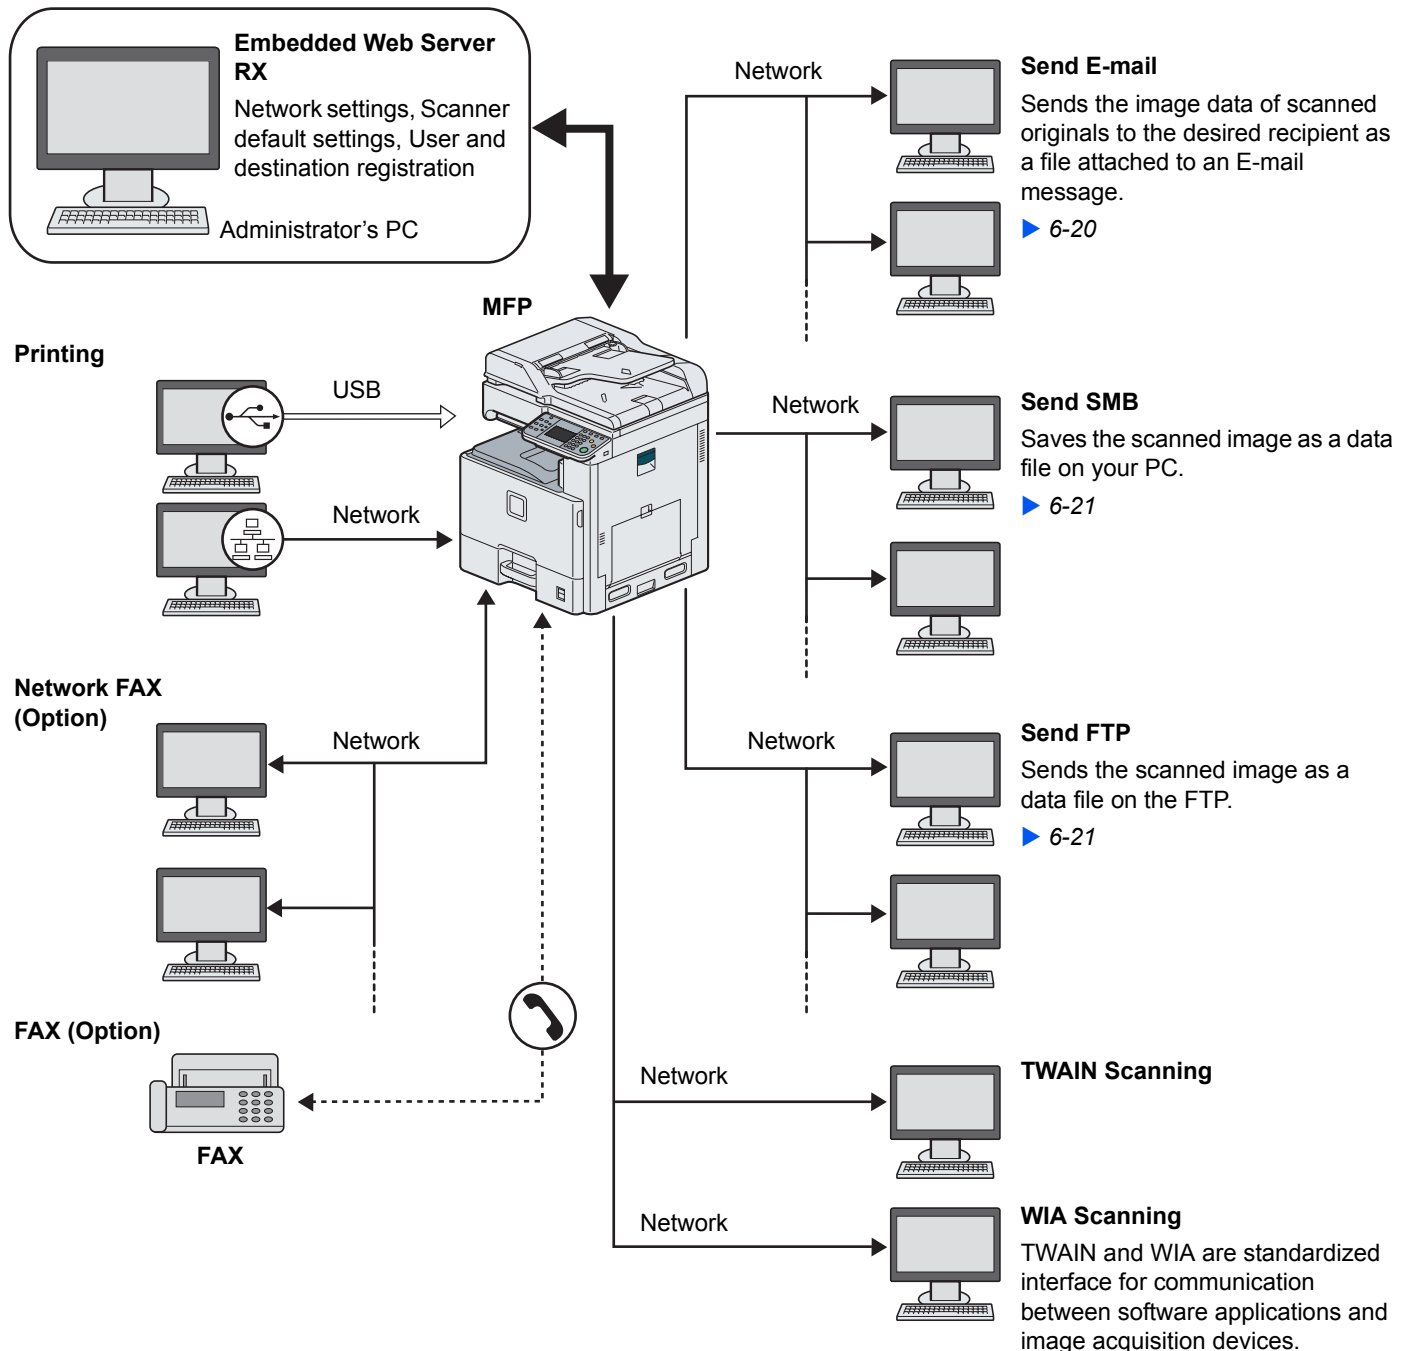 Embedded Web Server
RX
Network settings, Scanner
default settings, User and
destination registration
Administrator's PC
MFP
Printing
USB
Network
Network FAX
(Option)
Network
FAX (Option)
FAX
Network
Send E-mail
Sends the image data of scanned
originals to the desired recipient as
a file attached to an E-mail
message.
▶ 6-20
Network
Send SMB
Saves the scanned image as a data
file on your PC.
▶ 6-21
Network
Send FTP
Sends the scanned image as a
data file on the FTP.
▶ 6-21
Network
TWAIN Scanning
Network
WIA Scanning
TWAIN and WIA are standardized
interface for communication
between software applications and
image acquisition devices.